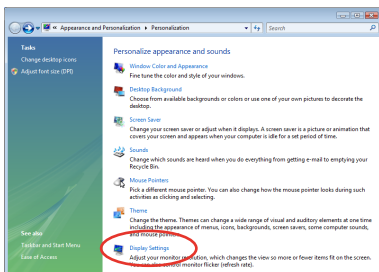 « Appearance and Personalization ▸ Personalization
Search
Tasks
Change desktop icons
Adjust font size (DPI)
Personalize appearance and sounds
Window Color and Appearance
Fine tune the color and style of your windows.
Desktop Background
Choose from available backgrounds or colors or use one of your own pictures to decorate the
desktop.
Screen Saver
Change your screen saver or adjust when it displays. A screen saver is a picture or animation that
covers your screen and appears when your computer is idle for a set period of time.
Sounds
Change which sounds are heard when you do everything from getting e-mail to emptying your
Recycle Bin.
Mouse Pointers
Pick a different mouse pointer. You can also change how the mouse pointer looks during such
activities as clicking and selecting.
Theme
Change the theme. Themes can change a wide range of visual and auditory elements at one time
including the appearance of menus, icons, backgrounds, screen savers, some computer sounds,
and mouse pointers.
See also
Taskbar and Start Menu
Ease of Access
Display Settings
Adjust your monitor resolution, which changes the view so more or fewer items fit on the screen.
You can also control monitor flicker (refresh rate).